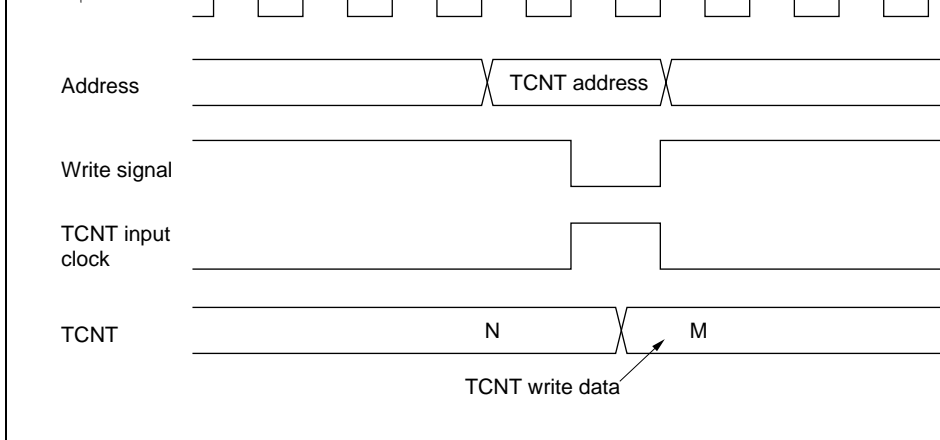 Address
TCNT address
Write signal
TCNT input
clock
TCNT
N
M
TCNT write data